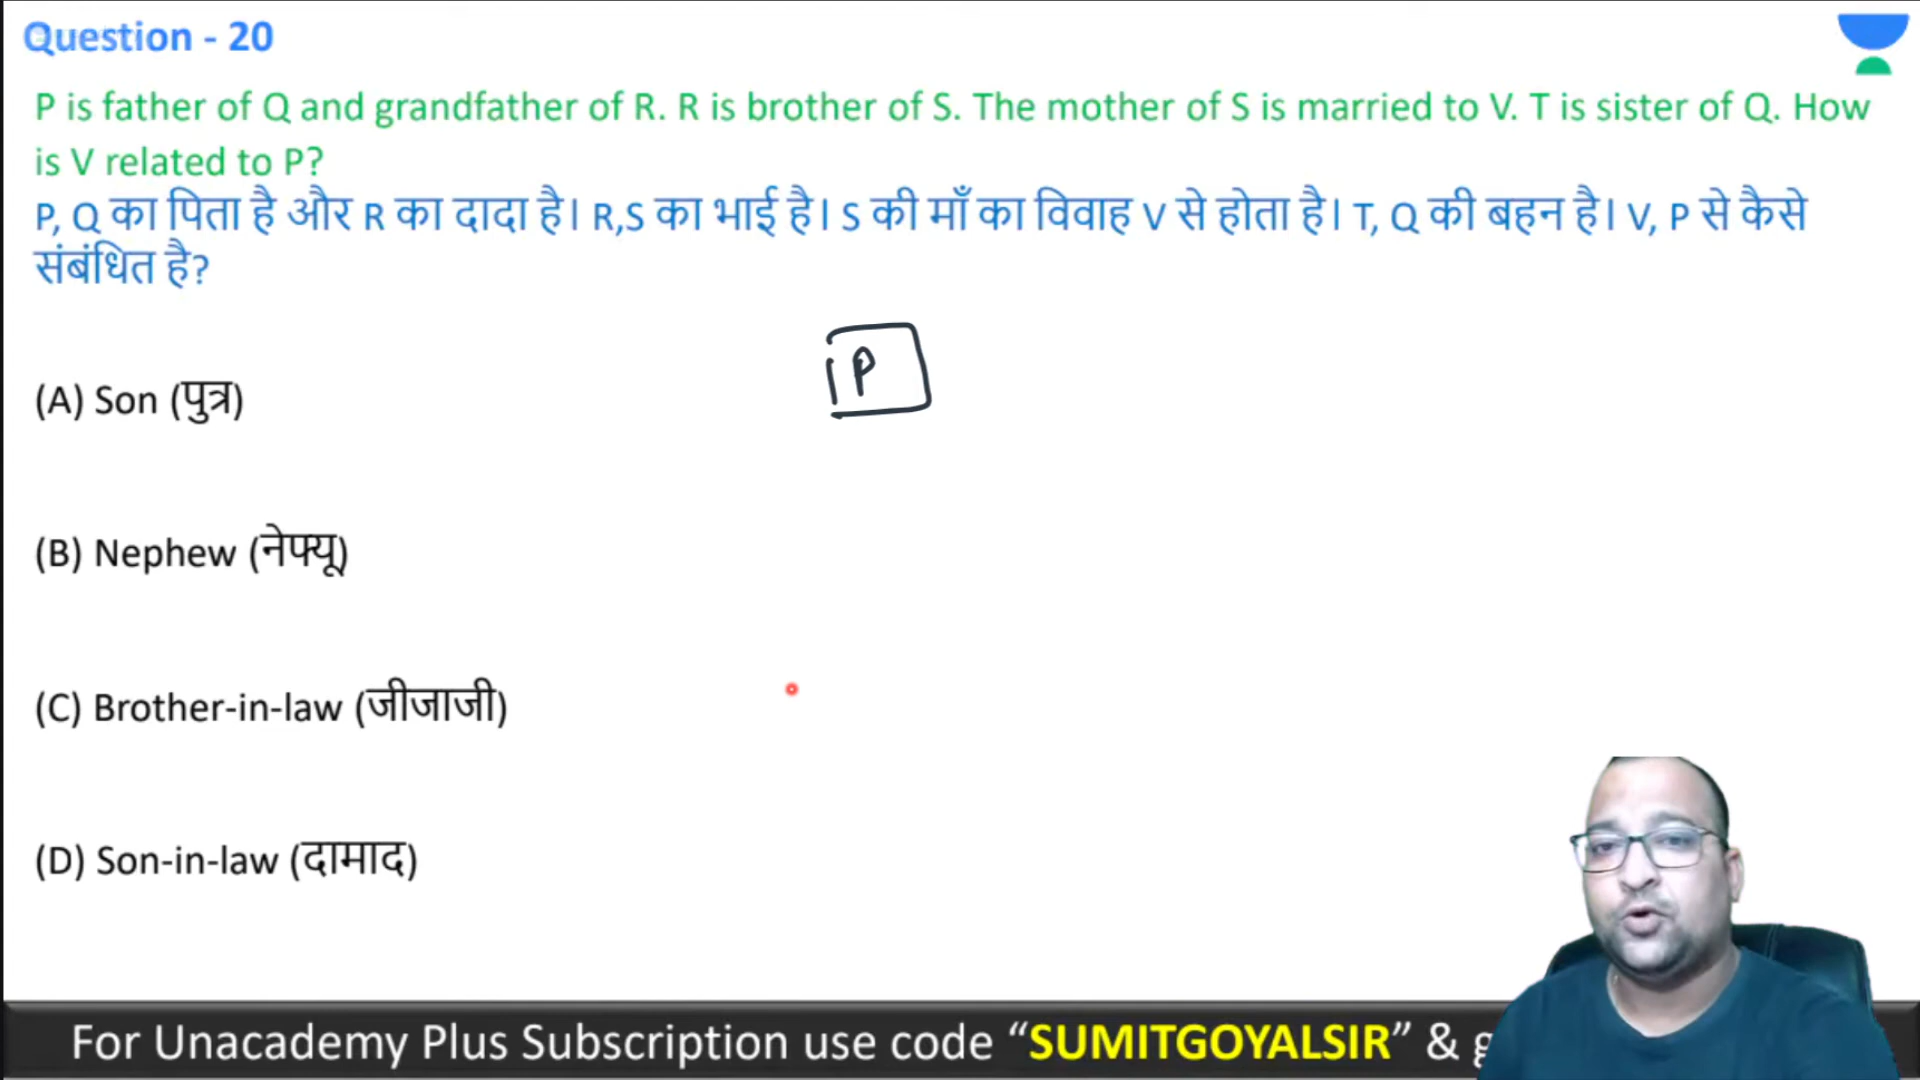 Question - 20
P is father of Q and grandfather of R. R is brother of S. The mother of S is married to V. T is sister of Q. How
is V related to P?
P, Q का पिता है और R का दादा है। R,S का भाई है। S की माँ का विवाह V से होता है। T, Q की बहन है। V, P से कैसे
संबंधित है?
P
(A) Son (पुत्र)
(B) Nephew (नेफ्यू)
(C) Brother-in-law (जीजाजी)
(D) Son-in-law (दामाद)
For Unacademy Plus Subscription use code “SUMITGOYALSIR” & g